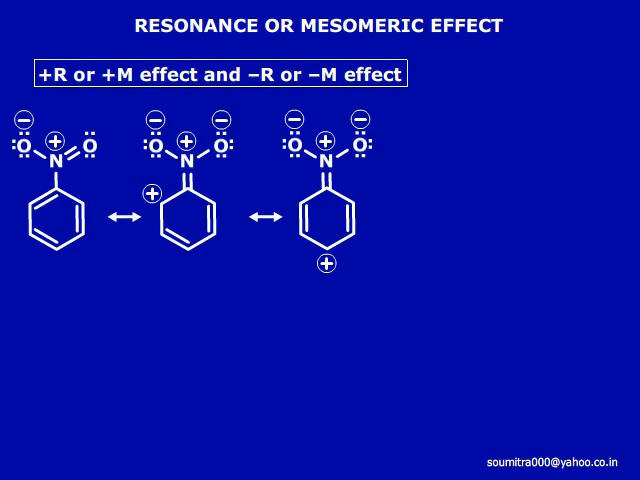 RESONANCE OR MESOMERIC EFFECT
+R or +M effect and −R or −M effect
− + :O N O
− − + + :O N O:
− − + + :O N O:
soumitra000@yahoo.co.in